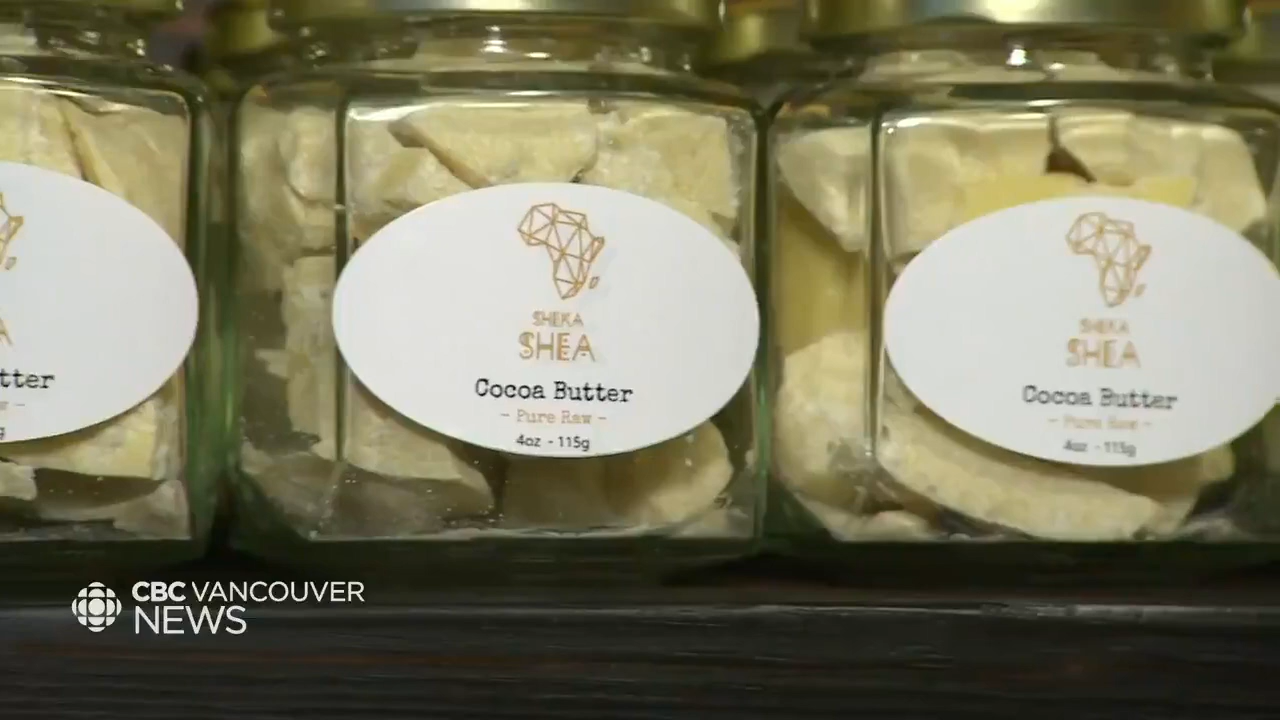 SHEKA
SHEA
Cocoa Butter
- Pure Raw -
4oz - 115g
SHEKA
SHEA
Cocoa Butter
- Pure Raw -
4oz - 115g
CBC VANCOUVER
NEWS